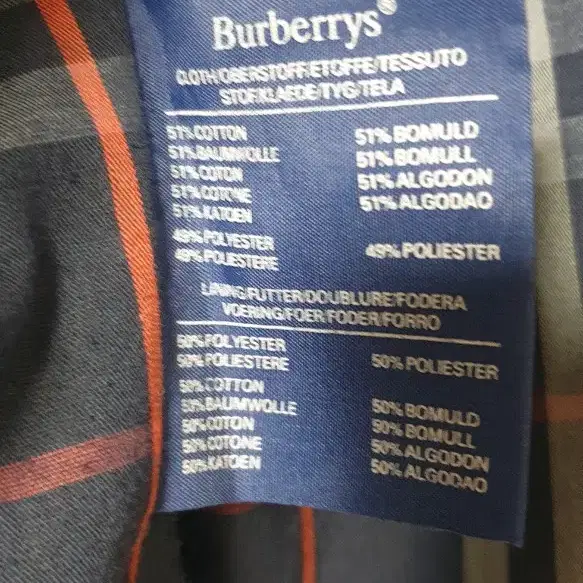 Burberrys®
CLOTH/OBERSTOFF/ETOFFE/TESSUTO
STOF/KLAEDE/TYG/TELA
51% COTTON
51% BAUMWOLLE
51% COTON
51% COTONE
51% KATOEN
49% POLYESTER
49% POLIESTERE
51% BOMULD
51% BOMULL
51% ALGODON
51% ALGODAO
49% POLIESTER
LINING/FUTTER/DOUBLURE/FODERA
VOERING/FOER/FODER/FORRO
50% POLYESTER
50% POLIESTERE
50% COTTON
50% BAUMWOLLE
50% COTON
50% COTONE
50% KATOEN
50% POLIESTER
50% BOMULD
50% BOMULL
50% ALGODON
50% ALGODAO